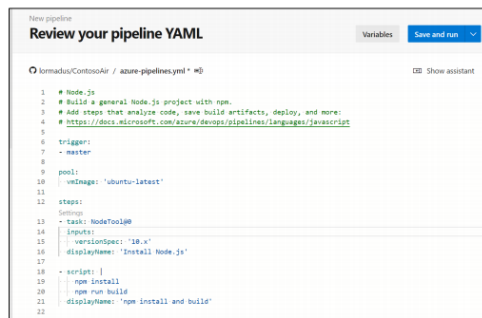 New pipeline
Review your pipeline YAML
Variables
Save and run
lormadus/ContosoAir / azure-pipelines.yml *
Show assistant
1 # Node.js
2 # Build a general Node.js project with npm.
3 # Add steps that analyze code, save build artifacts, deploy, and more:
4 # https://docs.microsoft.com/azure/devops/pipelines/languages/javascript
5
6 trigger:
7 - master
8
9 pool:
10 vmImage: 'ubuntu-latest'
11
12 steps:
Settings
13 - task: NodeTool@0
14 inputs:
15 versionSpec: '10.x'
16 displayName: 'Install Node.js'
17
18 - script: |
19 npm install
20 npm run build
21 displayName: 'npm install and build'
22